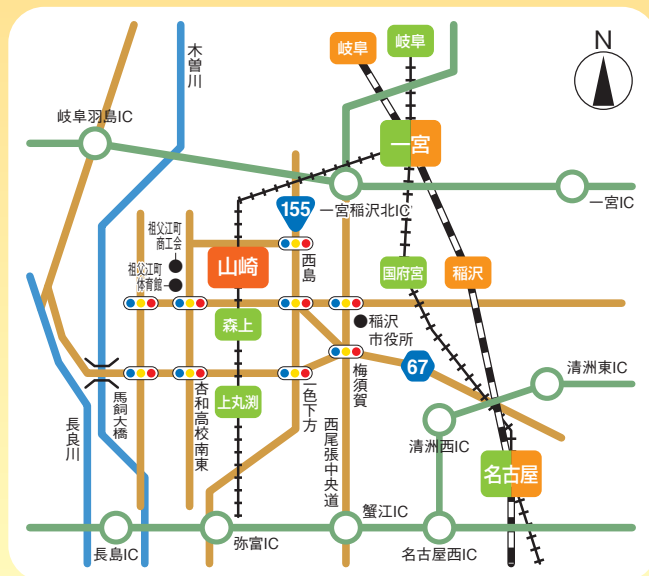 N
木曽川
岐阜
岐阜
岐阜羽島IC
一宮
155
一宮稲沢北IC
一宮IC
祖父江町
商工会
祖父江町
体育館
山崎
西島
国府宮
稲沢
森上
稲沢
市役所
67
清洲東IC
馬飼大橋
長良川
杏和高校南東
上丸渕
一色下方
西尾張中央道
梅須賀
清洲西IC
名古屋
長島IC
弥富IC
蟹江IC
名古屋西IC